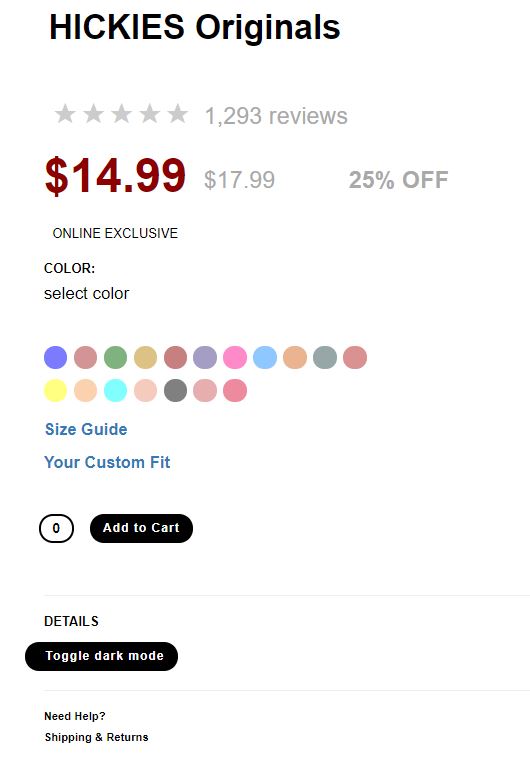 HICKIES Originals
1,293 reviews
$14.99 $17.99 25% OFF
ONLINE EXCLUSIVE
COLOR:
select color
Size Guide
Your Custom Fit
0 Add to Cart
DETAILS
Toggle dark mode
Need Help?
Shipping & Returns